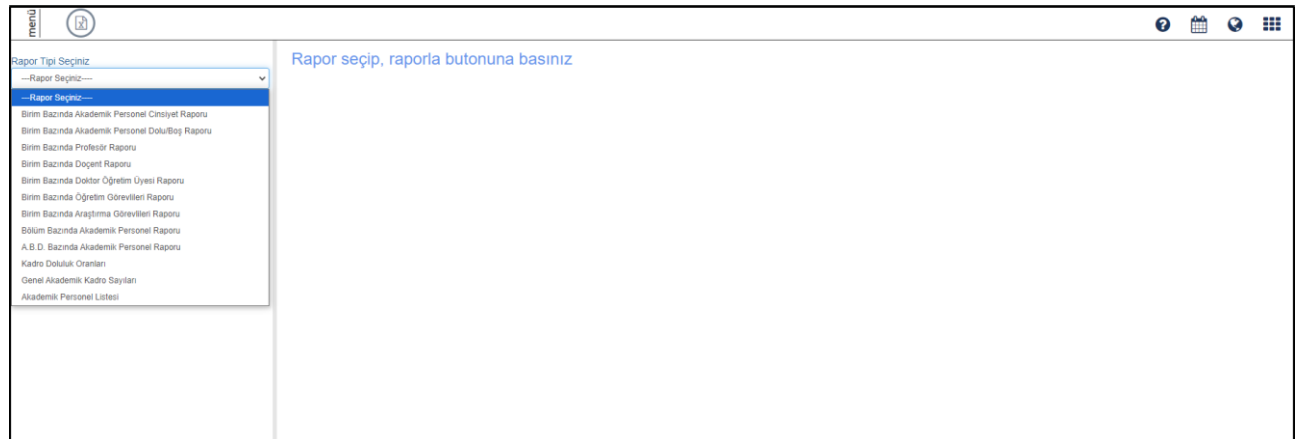 menü
Rapor Tipi Seçiniz
---Rapor Seçiniz----
---Rapor Seçiniz----
Birim Bazında Akademik Personel Cinsiyet Raporu
Birim Bazında Akademik Personel Dolu/Boş Raporu
Birim Bazında Profesör Raporu
Birim Bazında Doçent Raporu
Birim Bazında Doktor Öğretim Üyesi Raporu
Birim Bazında Öğretim Görevlileri Raporu
Birim Bazında Araştırma Görevlileri Raporu
Bölüm Bazında Akademik Personel Raporu
A.B.D. Bazında Akademik Personel Raporu
Kadro Doluluk Oranları
Genel Akademik Kadro Sayıları
Akademik Personel Listesi
Rapor seçip, raporla butonuna basınız